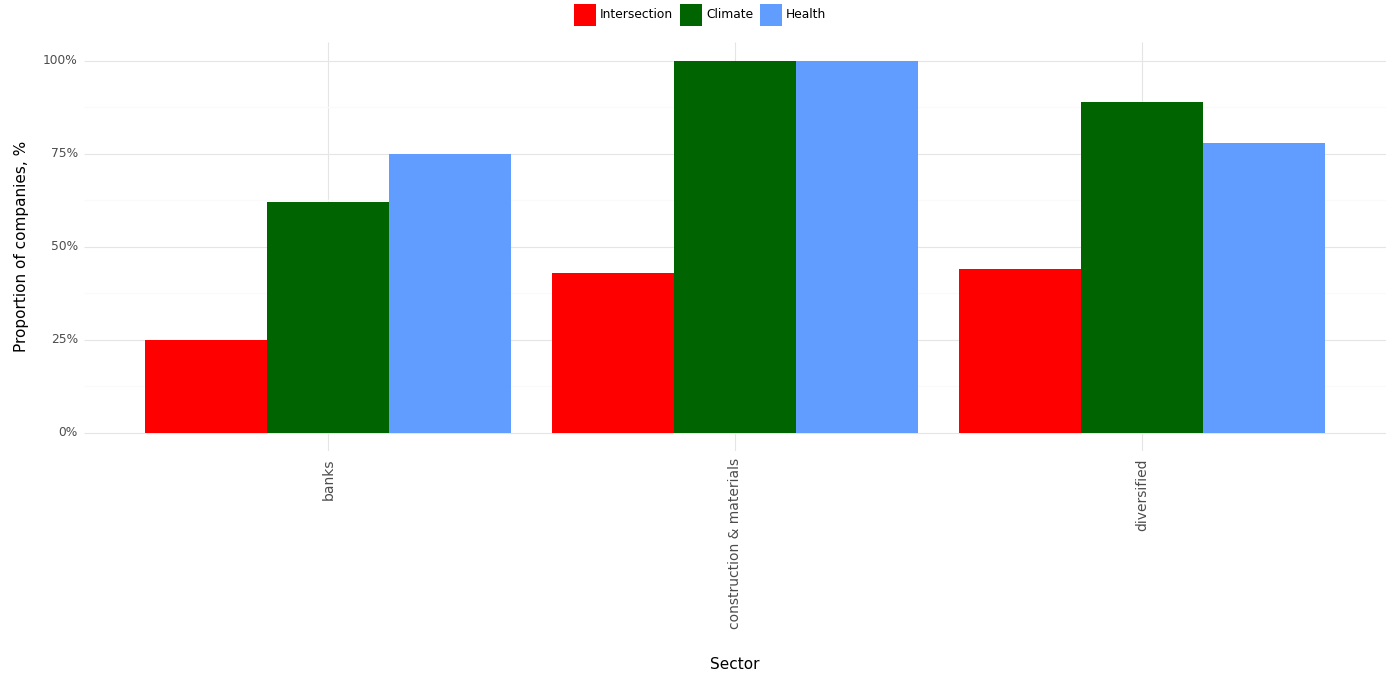 Intersection Climate Health
Proportion of companies, %
100%
75%
50%
25%
0%
banks
construction & materials
diversified
Sector